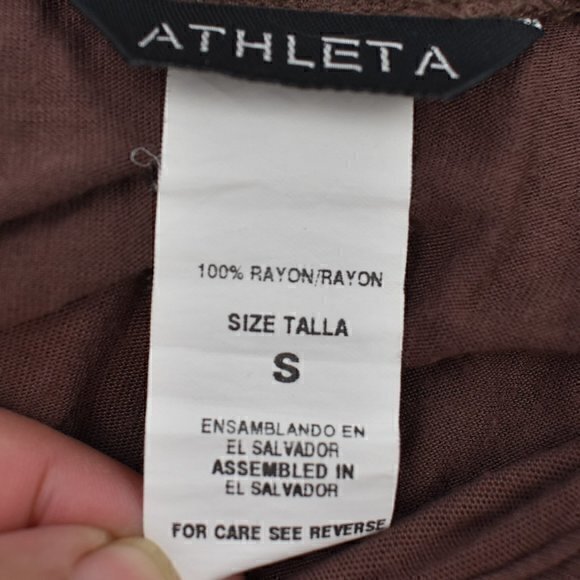 ATHLETA
100% RAYON/RAYON
SIZE TALLA
S
ENSAMBLANDO EN
EL SALVADOR
ASSEMBLED IN
EL SALVADOR
FOR CARE SEE REVERSE